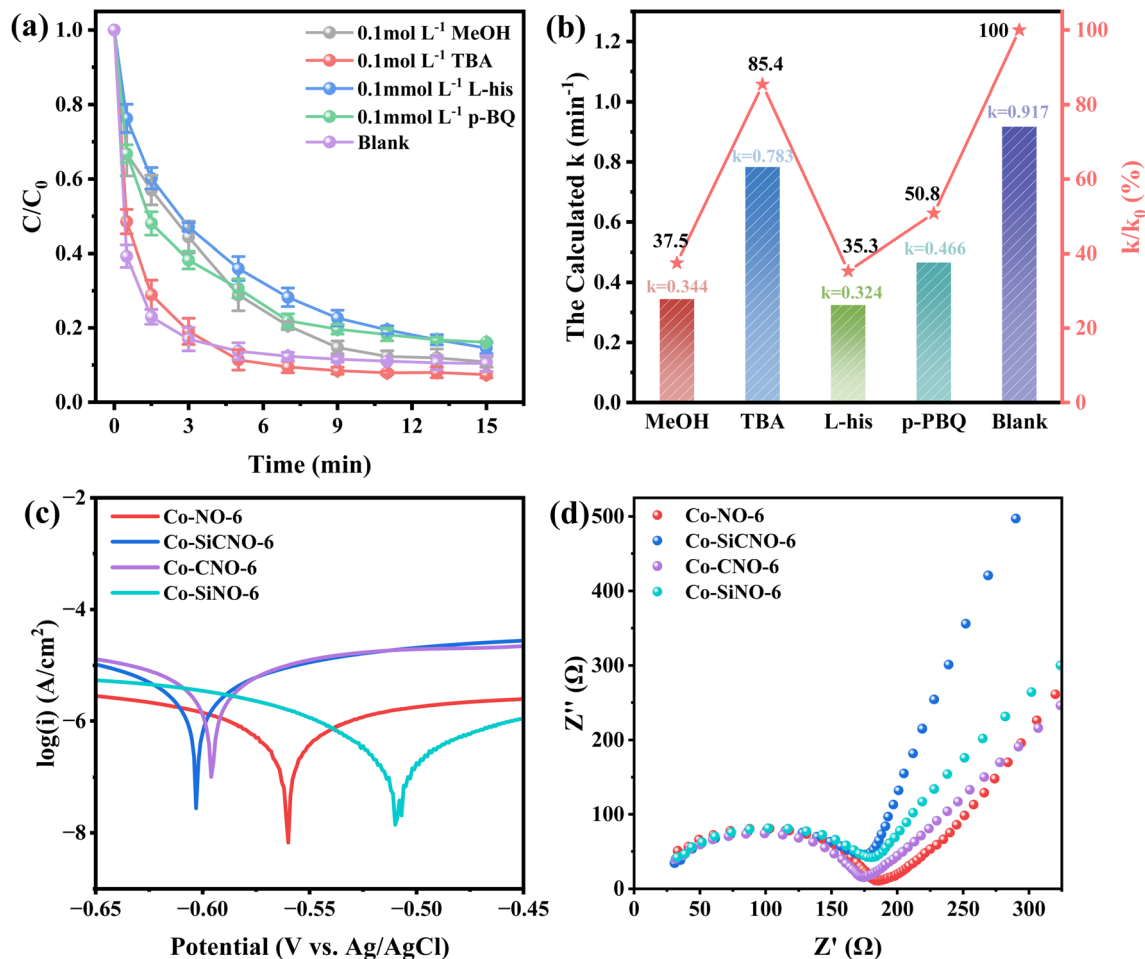 (a)
C/C0
1.0
0.8
0.6
0.4
0.2
0.0
0.1mol L-1 MeOH
0.1mol L-1 TBA
0.1mmol L-1 L-his
0.1mmol L-1 p-BQ
Blank
0 3 6 9 12 15
Time (min)
(b)
The Calculated k (min-1)
1.2
1.0
0.8
0.6
0.4
0.2
0.0
37.5
85.4
35.3
50.8
100
k=0.344
k=0.783
k=0.324
k=0.466
k=0.917
MeOH TBA L-his p-PBQ Blank
100
80
60
40
20
0
k/k0 (%)
(c)
log(i) (A/cm2)
−2
−4
−6
−8
Co-NO-6
Co-SiCNO-6
Co-CNO-6
Co-SiNO-6
−0.65 −0.60 −0.55 −0.50 −0.45
Potential (V vs. Ag/AgCl)
(d)
Z'' (Ω)
500
400
300
200
100
0
Co-NO-6
Co-SiCNO-6
Co-CNO-6
Co-SiNO-6
0 50 100 150 200 250 300
Z' (Ω)